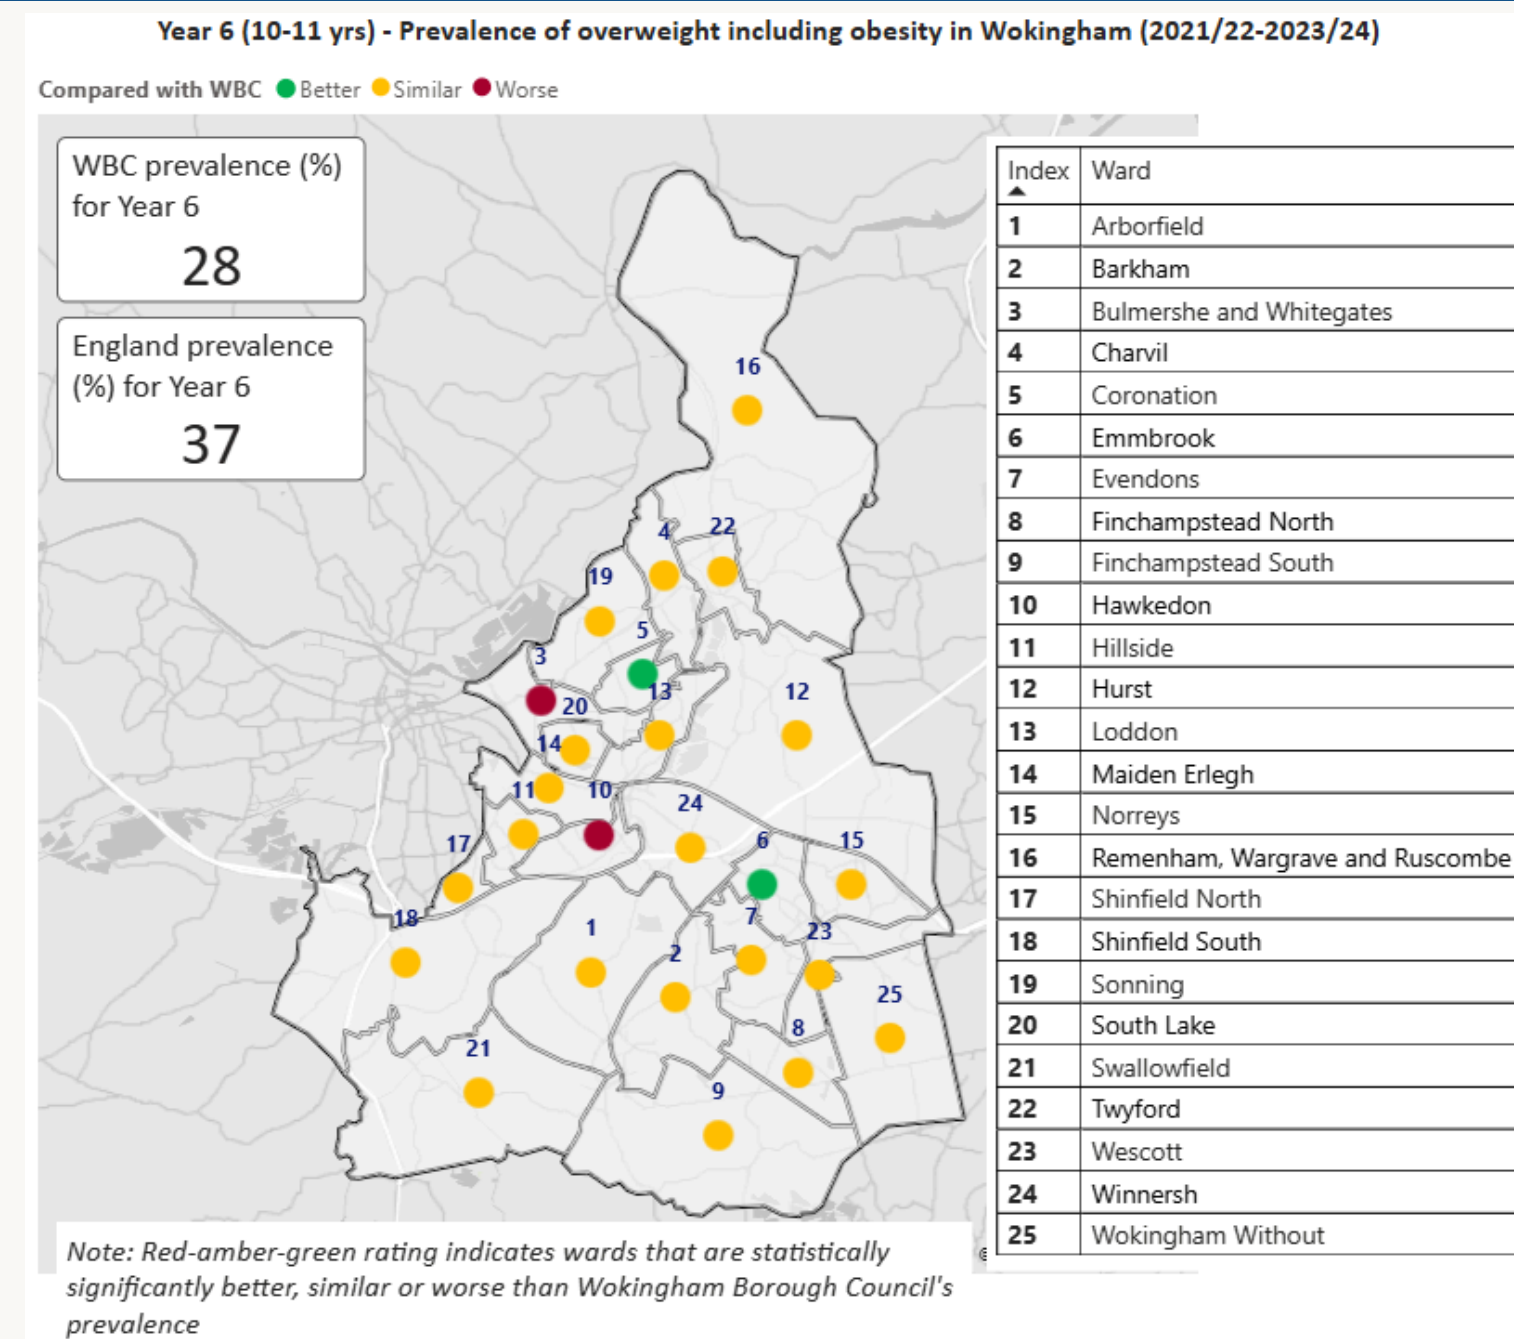 Year 6 (10-11 yrs) - Prevalence of overweight including obesity in Wokingham (2021/22-2023/24)
Compared with WBC Better Similar Worse
WBC prevalence (%)
for Year 6
28
England prevalence
(%) for Year 6
37
16
4
22
19
5
3
13
12
20
14
11
10
24
17
6
15
18
7
1
23
2
25
8
21
9
Index Ward
1 Arborfield
2 Barkham
3 Bulmershe and Whitegates
4 Charvil
5 Coronation
6 Emmbrook
7 Evendons
8 Finchampstead North
9 Finchampstead South
10 Hawkedon
11 Hillside
12 Hurst
13 Loddon
14 Maiden Erlegh
15 Norreys
16 Remenham, Wargrave and Ruscombe
17 Shinfield North
18 Shinfield South
19 Sonning
20 South Lake
21 Swallowfield
22 Twyford
23 Wescott
24 Winnersh
25 Wokingham Without
Note: Red-amber-green rating indicates wards that are statistically
significantly better, similar or worse than Wokingham Borough Council's
prevalence